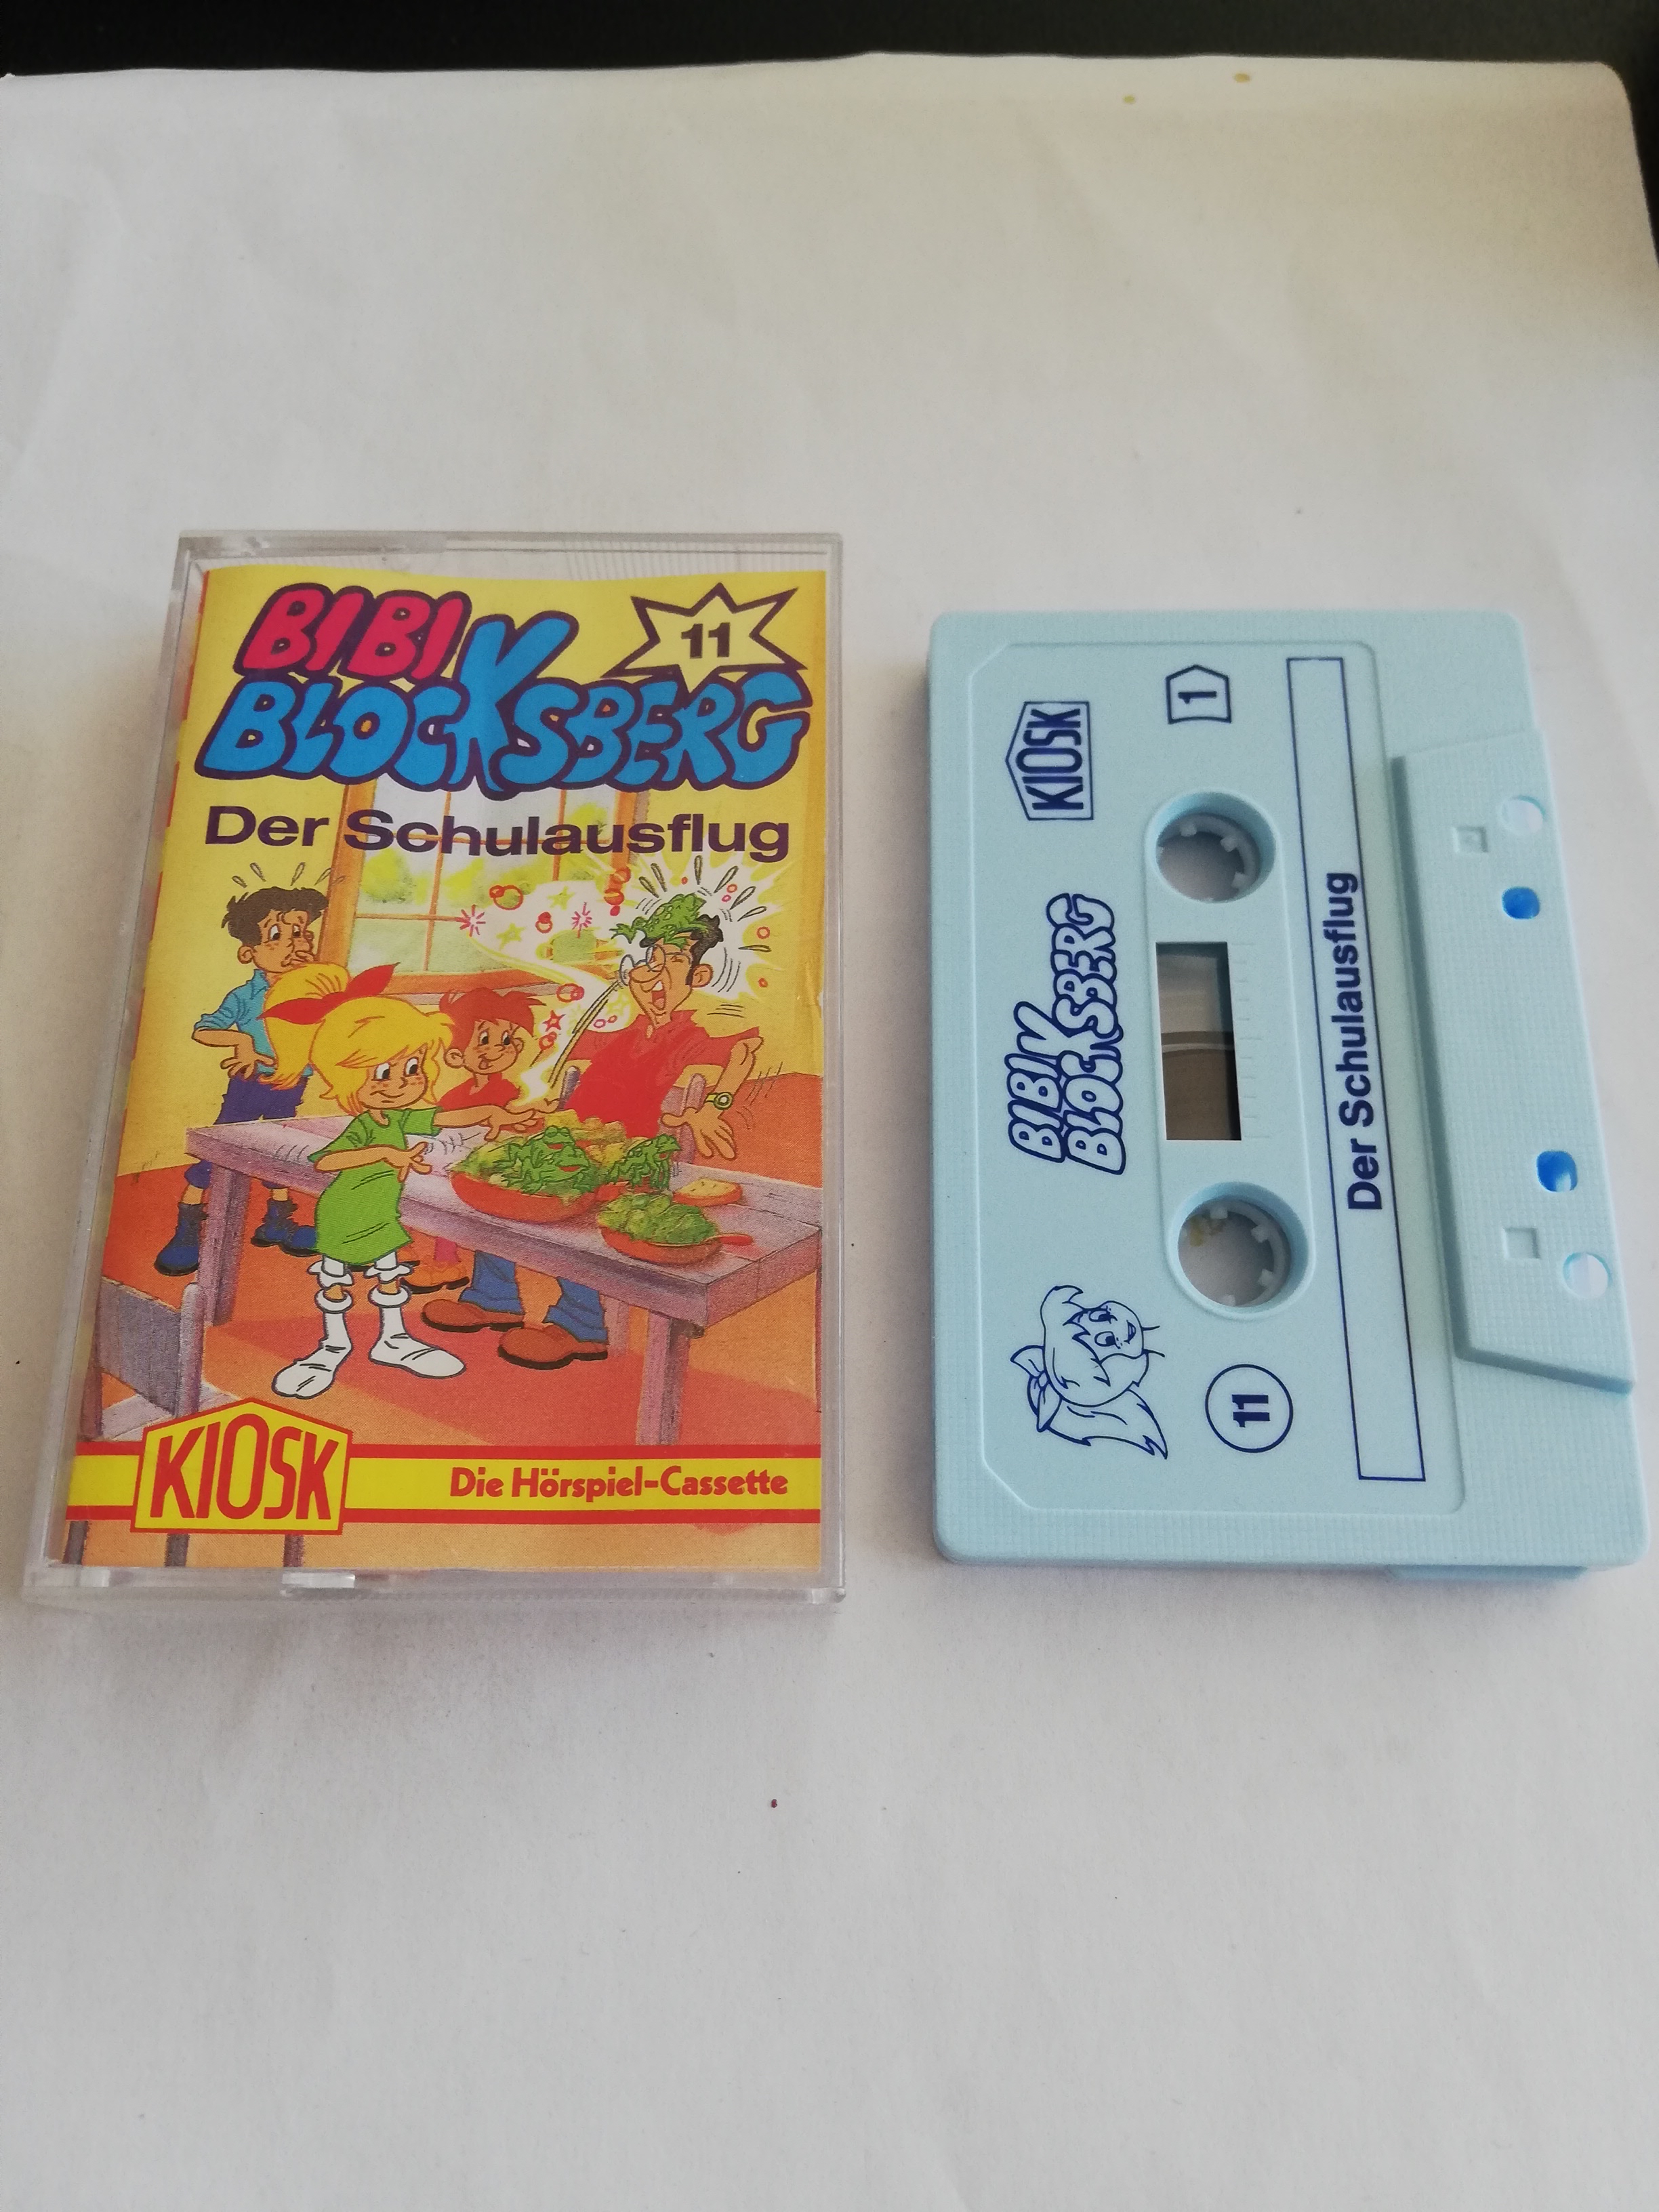 BIBI
BLOCKSBERG
11
Der Schulausflug
KIOSK
Die Hörspiel-Cassette
KIOSK
1
BIBI
BLOCKSBERG
11
Der Schulausflug